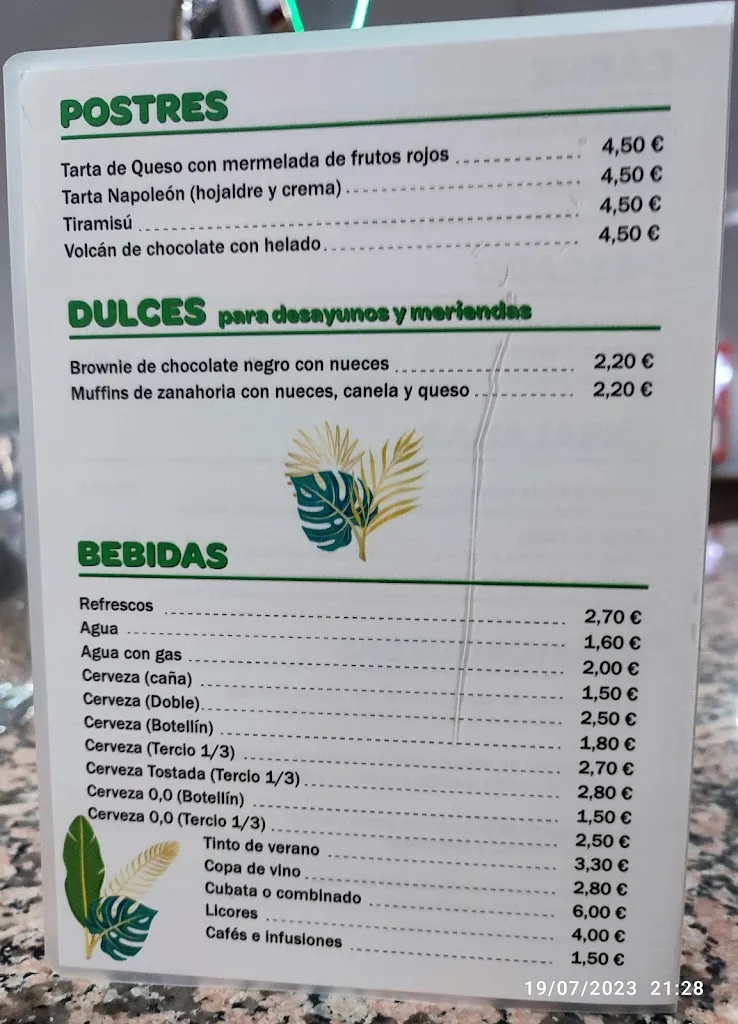 POSTRES
Tarta de Queso con mermelada de frutos rojos 4,50 €
Tarta Napoleón (hojaldre y crema) 4,50 €
Tiramisú 4,50 €
Volcán de chocolate con helado 4,50 €
DULCES para desayunos y meriendas
Brownie de chocolate negro con nueces 2,20 €
Muffins de zanahoria con nueces, canela y queso 2,20 €
BEBIDAS
Refrescos 2,70 €
Agua 1,60 €
Agua con gas 2,00 €
Cerveza (caña) 1,50 €
Cerveza (Doble) 2,50 €
Cerveza (Botellín) 1,80 €
Cerveza (Tercio 1/3) 2,70 €
Cerveza Tostada (Tercio 1/3) 2,80 €
Cerveza 0,0 (Botellín) 1,50 €
Cerveza 0,0 (Tercio 1/3) 2,50 €
Tinto de verano 3,30 €
Copa de vino 2,80 €
Cubata o combinado 6,00 €
Licores 4,00 €
Cafés e infusiones 1,50 €
19/07/2023 21:28